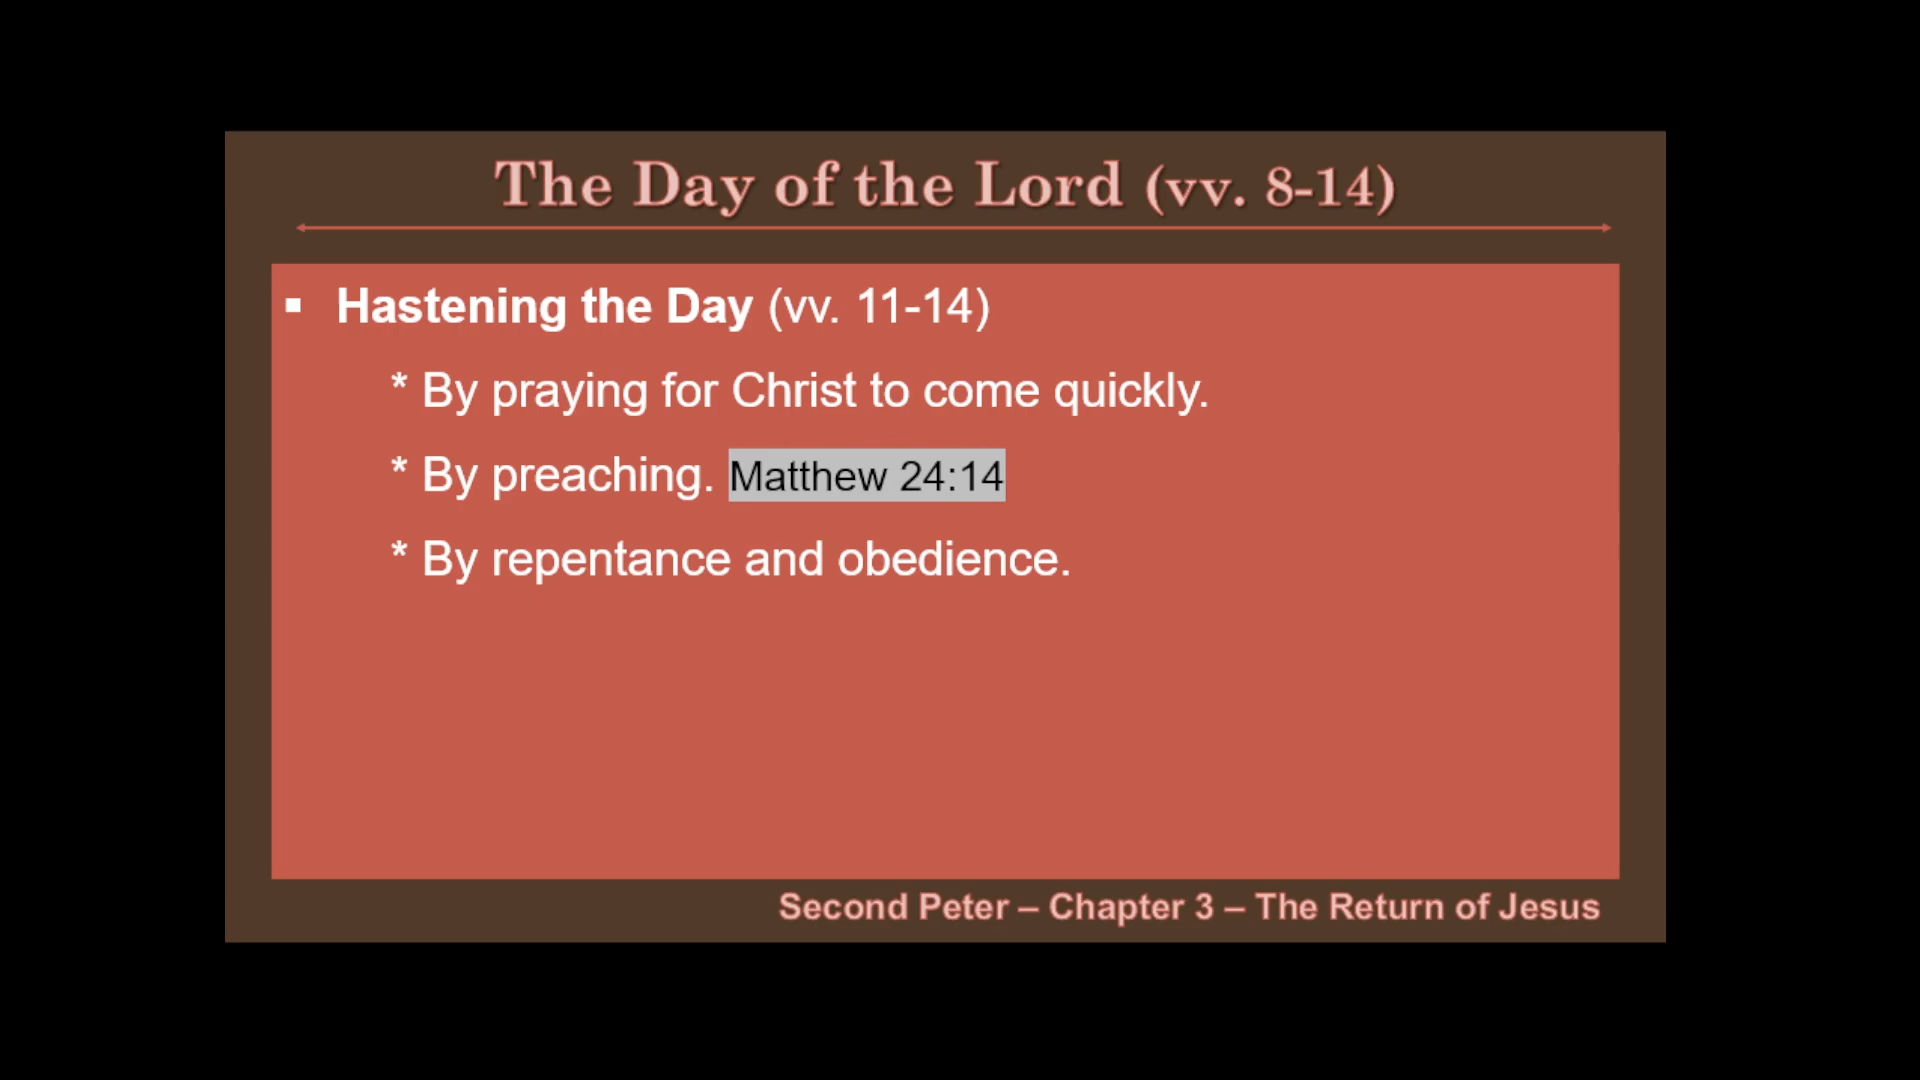 The Day of the Lord (vv. 8-14)
▪ Hastening the Day (vv. 11-14)
* By praying for Christ to come quickly.
* By preaching. Matthew 24:14
* By repentance and obedience.
Second Peter – Chapter 3 – The Return of Jesus